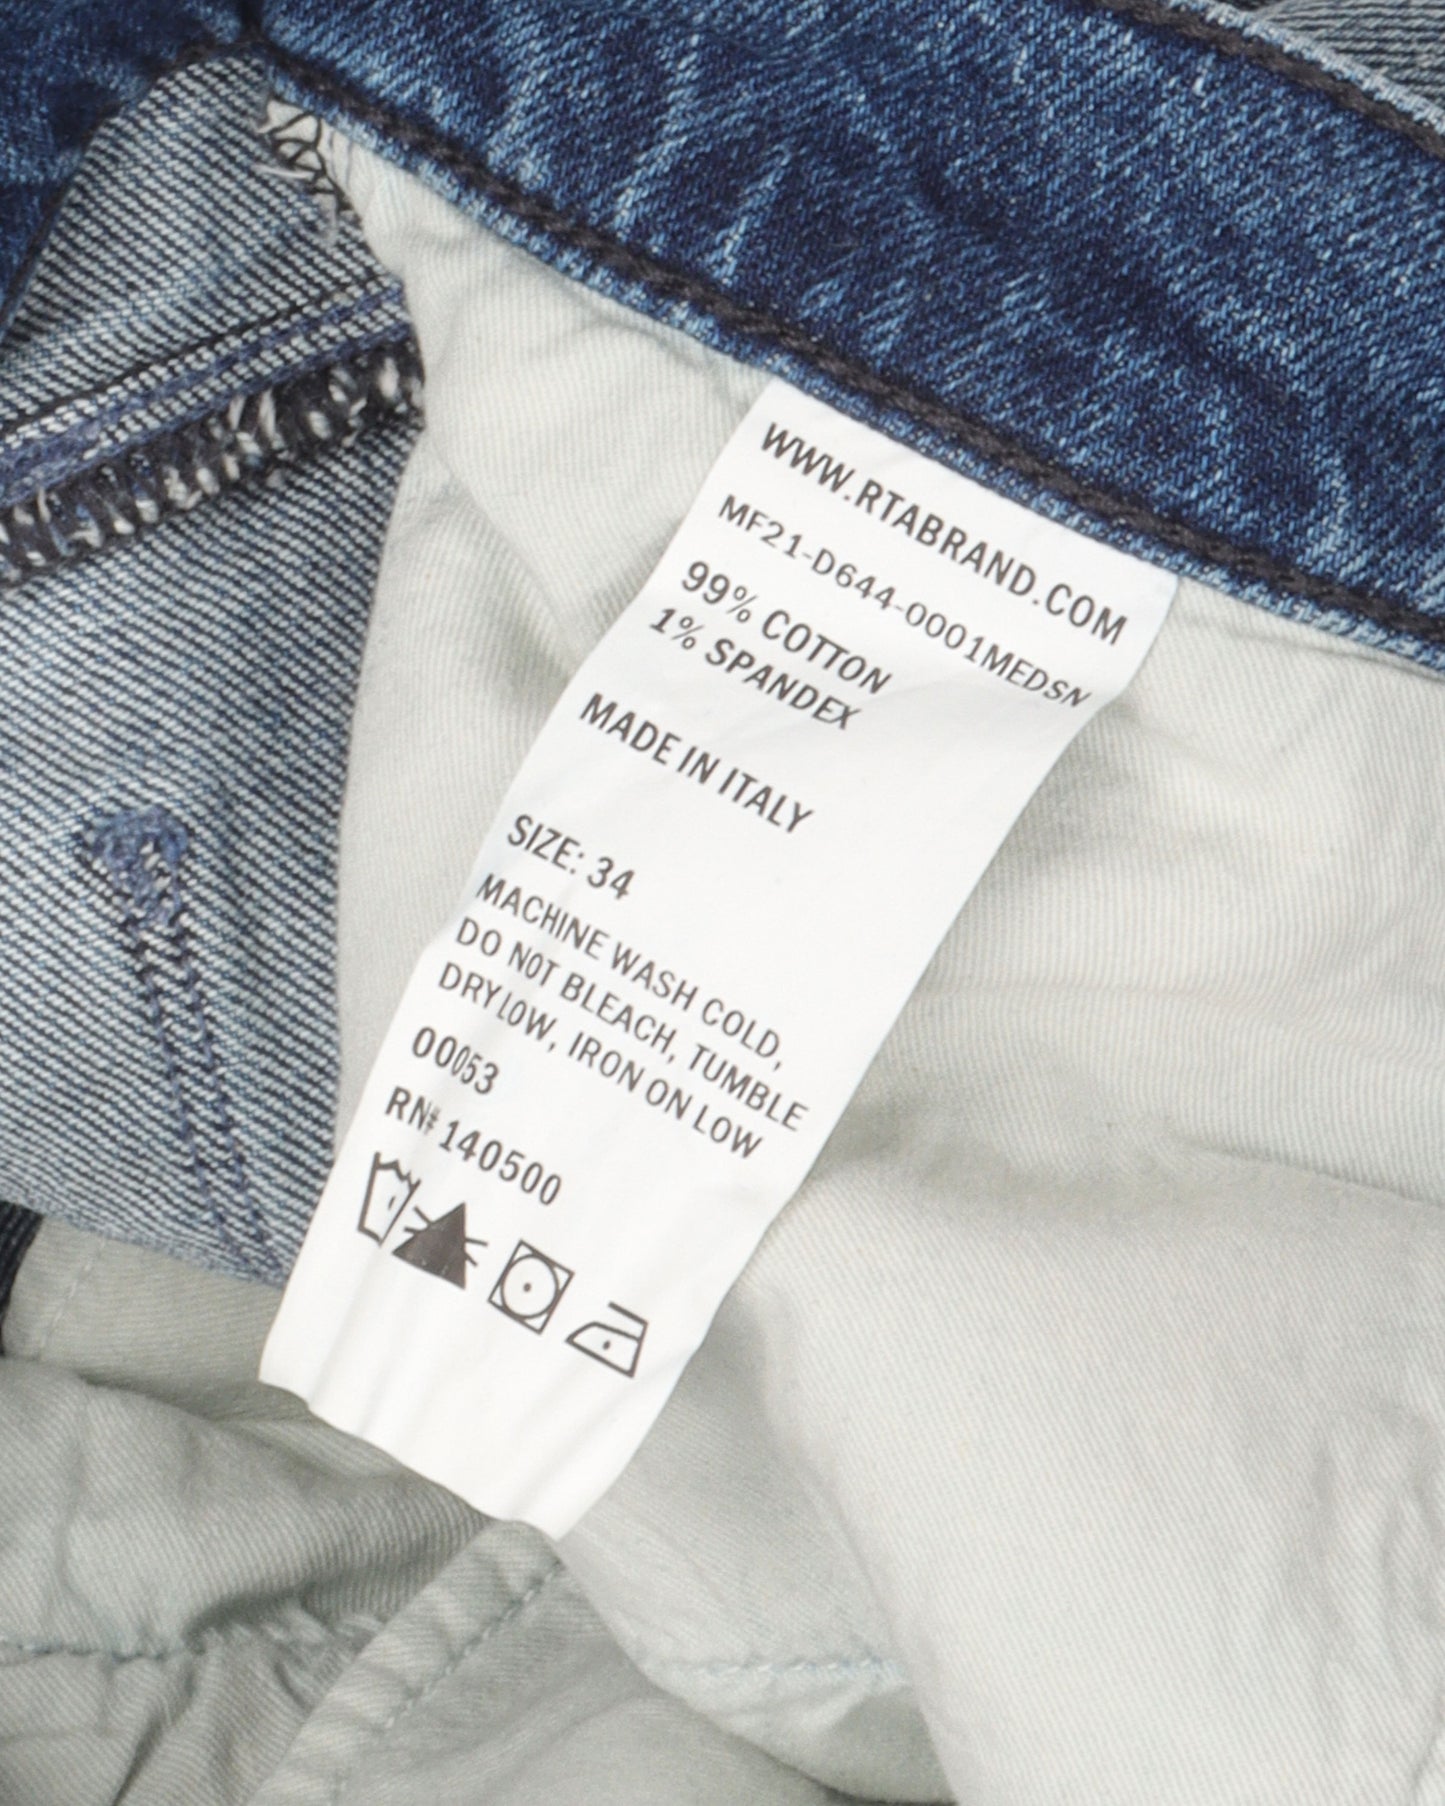 WWW.RTABRAND.COM
MF21-D644-0001MEDSN
99% COTTON
1% SPANDEX
MADE IN ITALY
SIZE: 34
MACHINE WASH COLD,
DO NOT BLEACH, TUMBLE
DRY LOW, IRON ON LOW
00053
RN# 140500